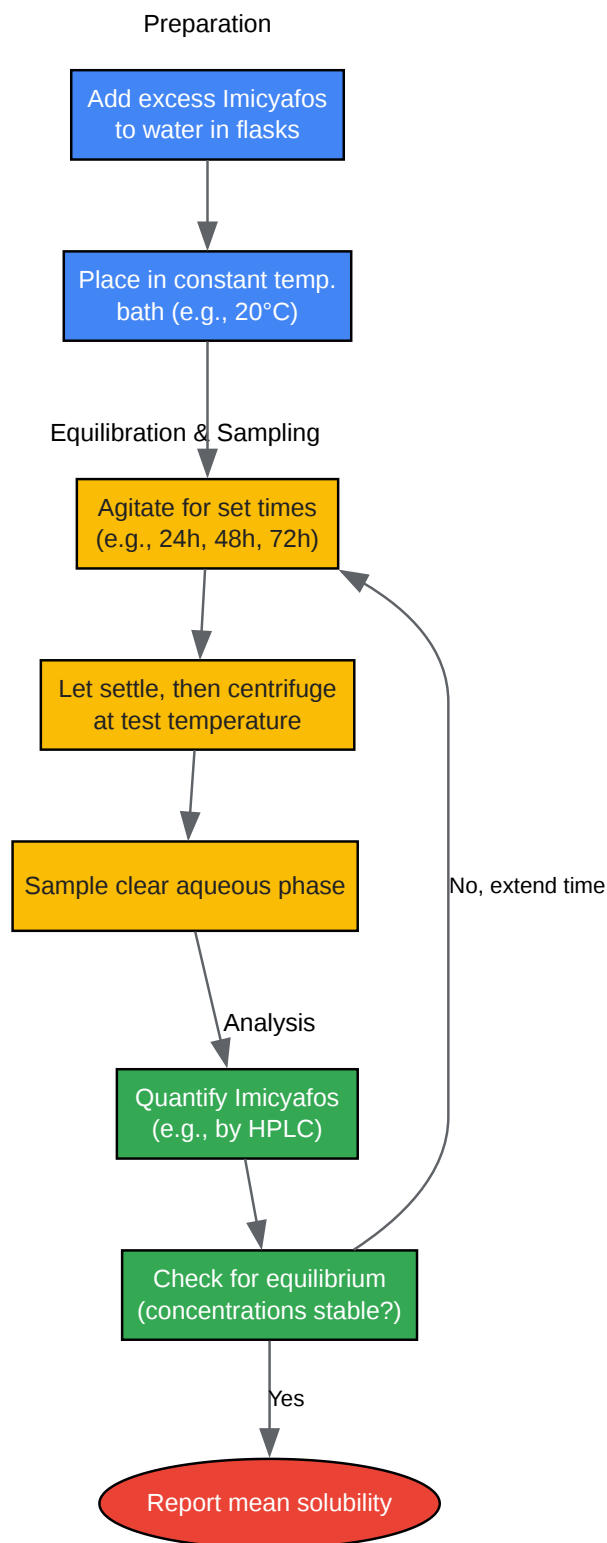 Preparation
Add excess Imicyafos
to water in flasks
Place in constant temp.
bath (e.g., 20°C)
Equilibration & Sampling
Agitate for set times
(e.g., 24h, 48h, 72h)
Let settle, then centrifuge
at test temperature
Sample clear aqueous phase
No, extend time
Analysis
Quantify Imicyafos
(e.g., by HPLC)
Check for equilibrium
(concentrations stable?)
Yes
Report mean solubility